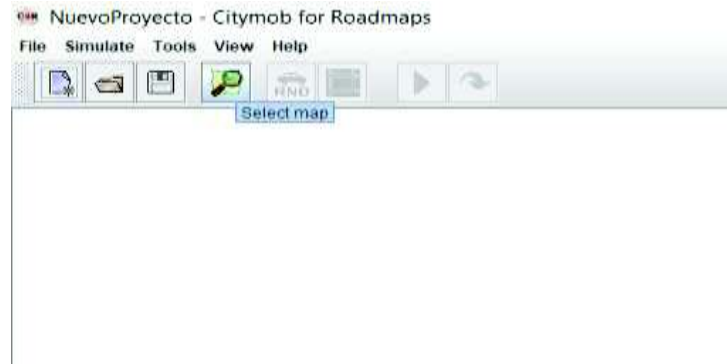 NuevoProyecto - Citymob for Roadmaps
File Simulate Tools View Help
RND
Select map